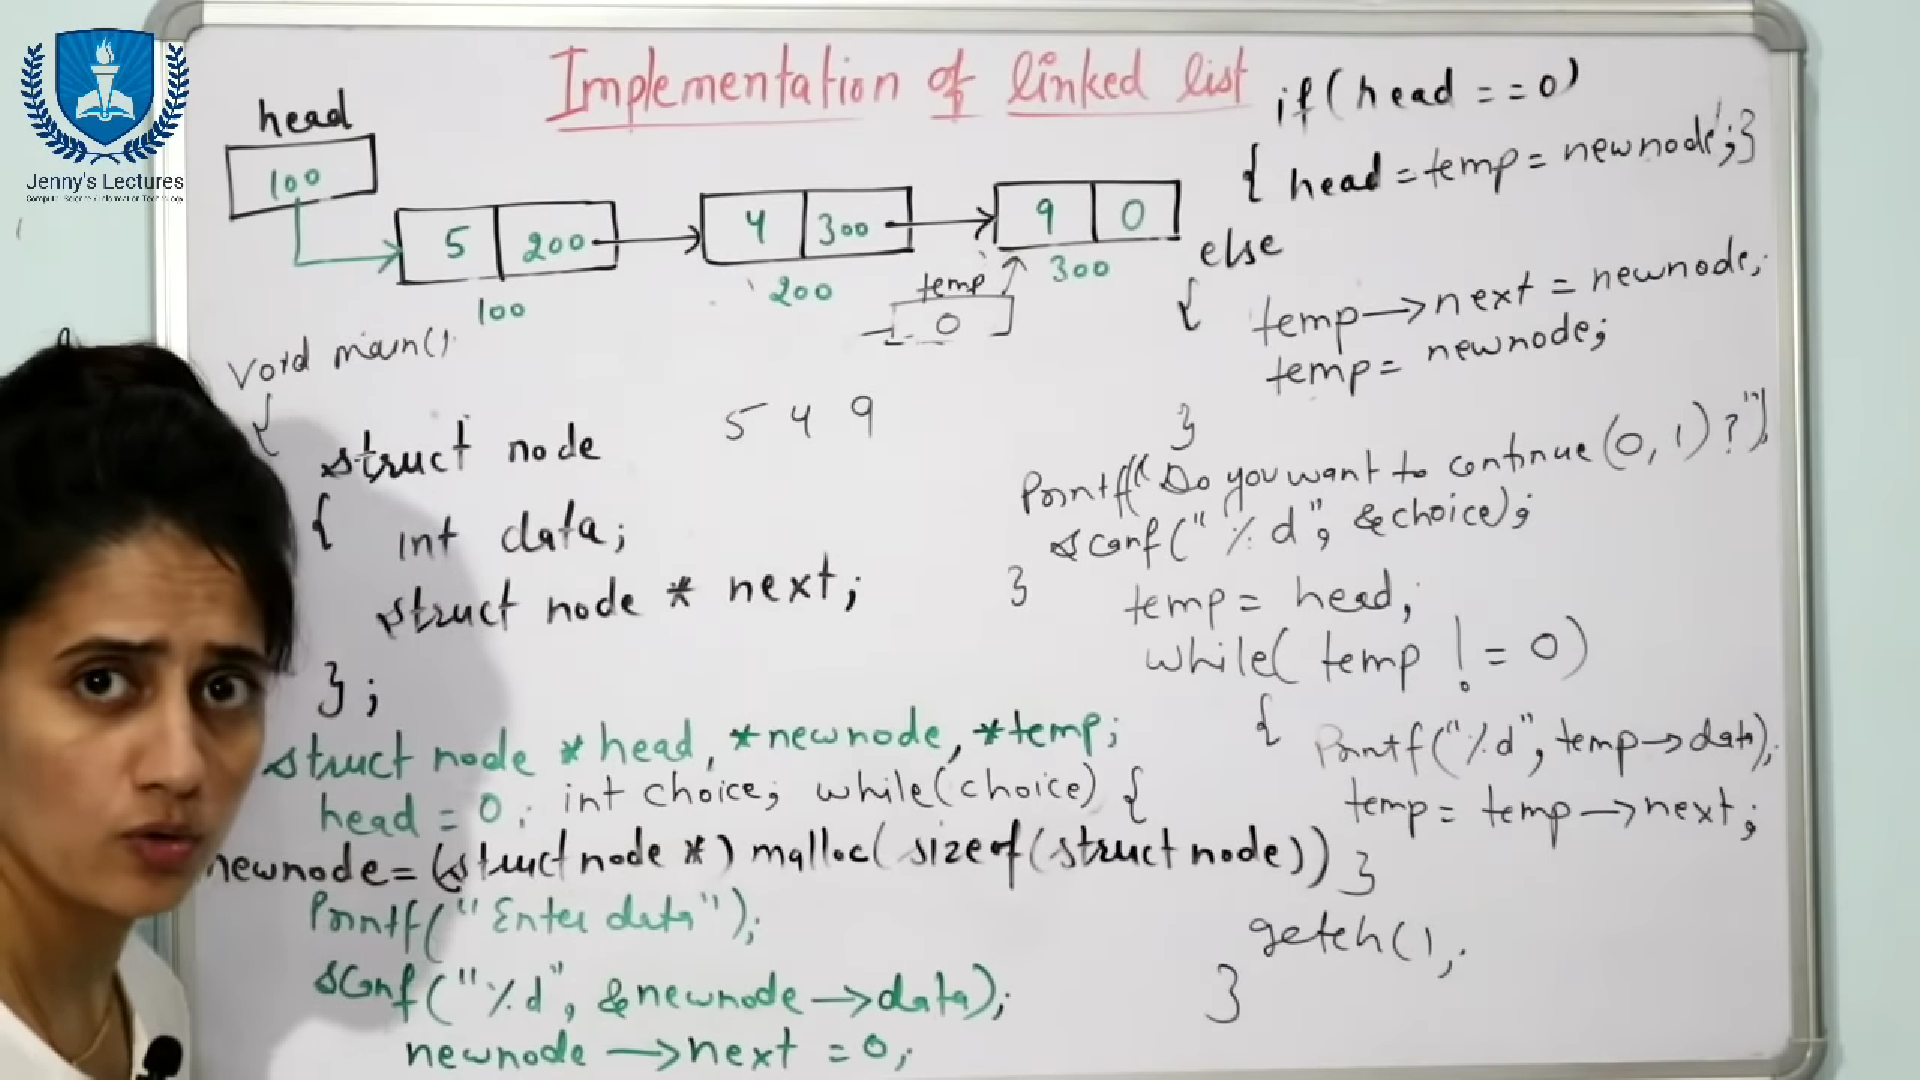 Jenny's Lectures
Computer Science & Information Technology
Implementation of linked list
head
100
5 200
4 300
9 0
100
200
300
temp
0
5 4 9
void main()
{
struct node
{ int data;
struct node * next;
};
struct node *head, *newnode, *temp;
head = 0; int choice; while(choice) {
newnode = (struct node *) malloc( sizeof(struct node))
Printf("Enter data");
scanf("%d", &newnode->data);
newnode ->next = 0;
if(head ==0)
{ head =temp= newnode;}
else
{ temp->next = newnode;
temp= newnode;
}
Printf("Do you want to continue (0,1)?");
scanf("%d", &choice);
}
temp= head;
while( temp != 0)
{ Printf("%d", temp->data);
temp= temp->next;
}
getch();
}